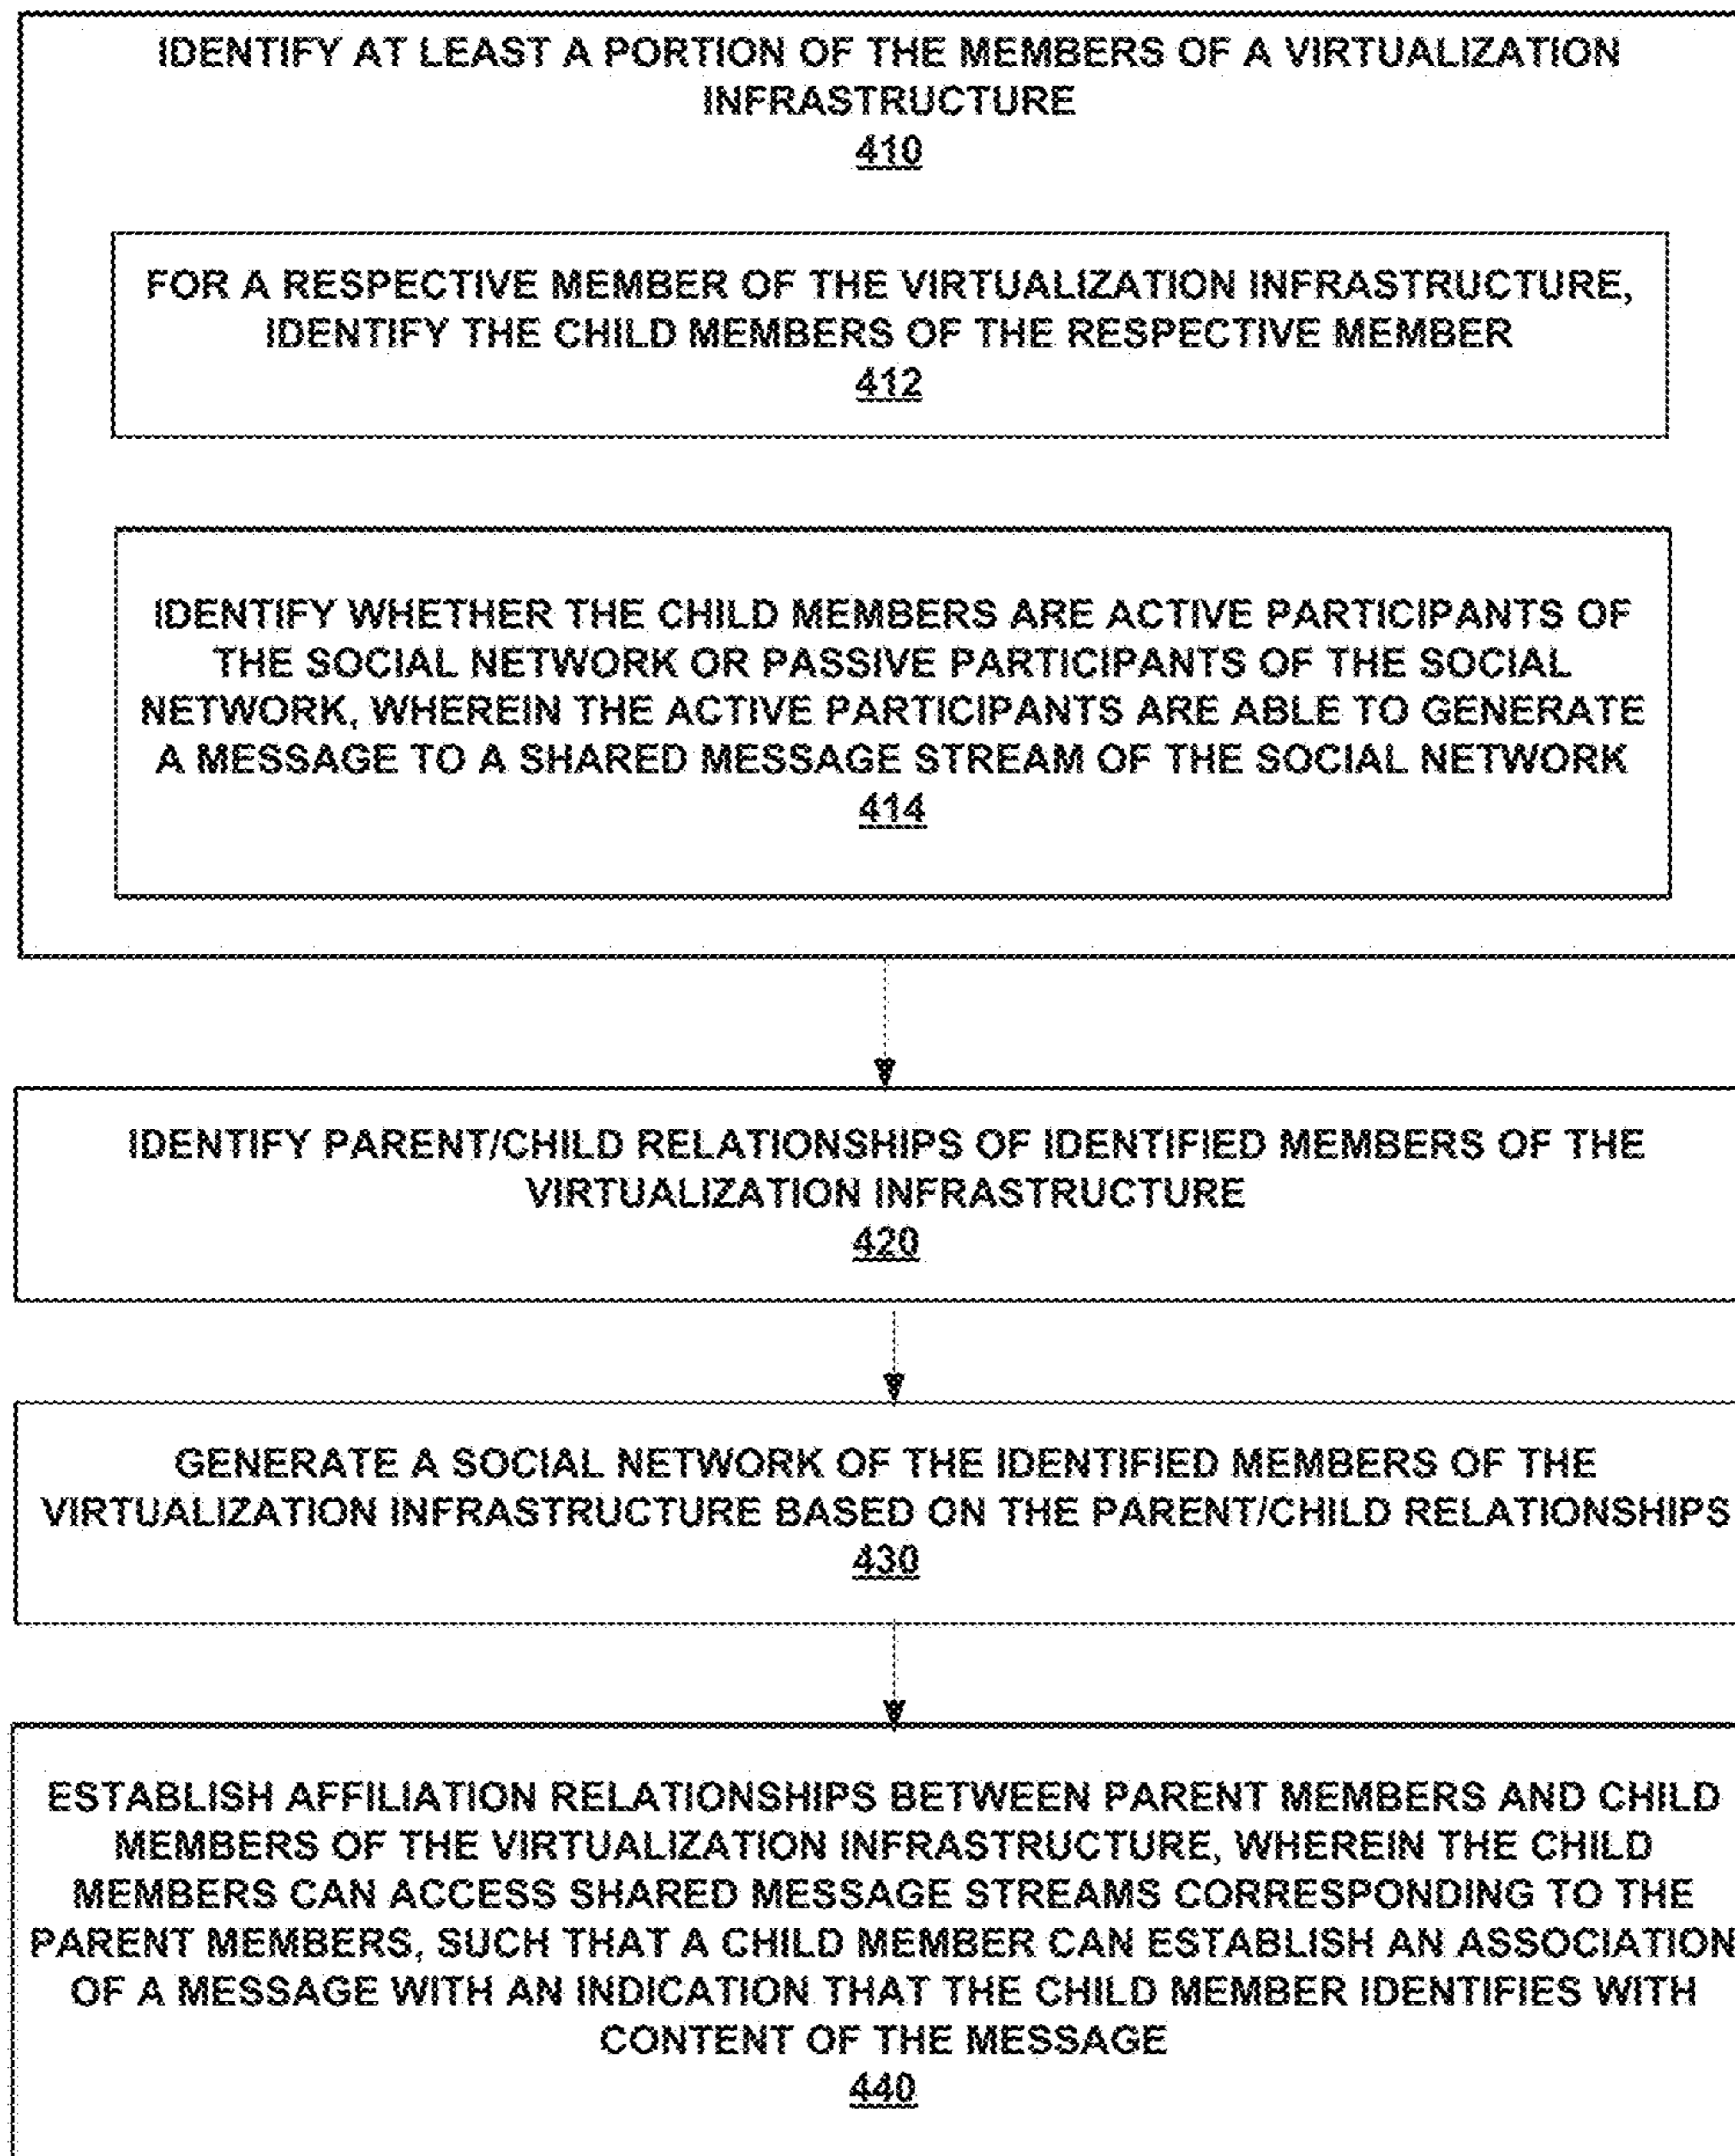 IDENTIFY AT LEAST A PORTION OF THE MEMBERS OF A VIRTUALIZATION
INFRASTRUCTURE
410
FOR A RESPECTIVE MEMBER OF THE VIRTUALIZATION INFRASTRUCTURE,
IDENTIFY THE CHILD MEMBERS OF THE RESPECTIVE MEMBER
412
IDENTIFY WHETHER THE CHILD MEMBERS ARE ACTIVE PARTICIPANTS OF
THE SOCIAL NETWORK OR PASSIVE PARTICIPANTS OF THE SOCIAL
NETWORK, WHEREIN THE ACTIVE PARTICIPANTS ARE ABLE TO GENERATE
A MESSAGE TO A SHARED MESSAGE STREAM OF THE SOCIAL NETWORK
414
IDENTIFY PARENT/CHILD RELATIONSHIPS OF IDENTIFIED MEMBERS OF THE
VIRTUALIZATION INFRASTRUCTURE
420
GENERATE A SOCIAL NETWORK OF THE IDENTIFIED MEMBERS OF THE
VIRTUALIZATION INFRASTRUCTURE BASED ON THE PARENT/CHILD RELATIONSHIPS
430
ESTABLISH AFFILIATION RELATIONSHIPS BETWEEN PARENT MEMBERS AND CHILD
MEMBERS OF THE VIRTUALIZATION INFRASTRUCTURE, WHEREIN THE CHILD
MEMBERS CAN ACCESS SHARED MESSAGE STREAMS CORRESPONDING TO THE
PARENT MEMBERS, SUCH THAT A CHILD MEMBER CAN ESTABLISH AN ASSOCIATION
OF A MESSAGE WITH AN INDICATION THAT THE CHILD MEMBER IDENTIFIES WITH
CONTENT OF THE MESSAGE
440